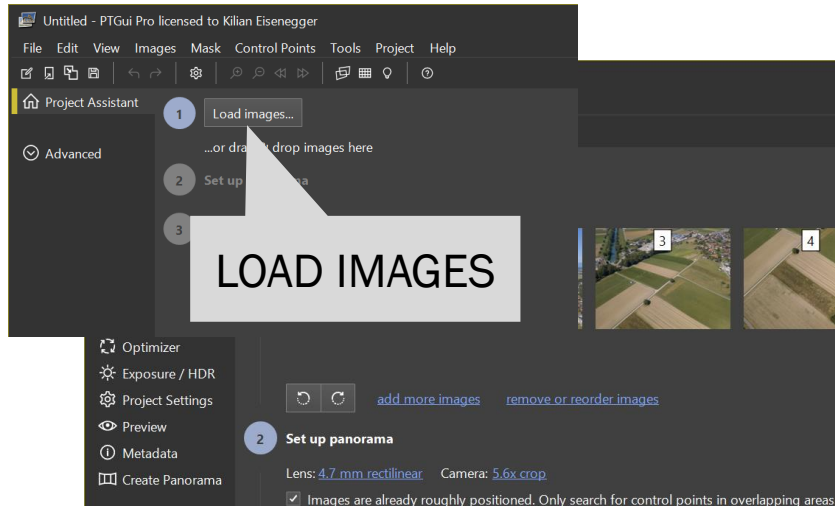 Untitled - PTGui Pro licensed to Kilian Eisenegger
File Edit View Images Mask Control Points Tools Project Help
Project Assistant
Advanced
1 Load images...
...or drag drop images here
2 Set up
3
LOAD IMAGES
3 4
Optimizer
Exposure / HDR
Project Settings
Preview
Metadata
Create Panorama
add more images remove or reorder images
2 Set up panorama
Lens: 4.7 mm rectilinear Camera: 5.6x crop
Images are already roughly positioned. Only search for control points in overlapping areas